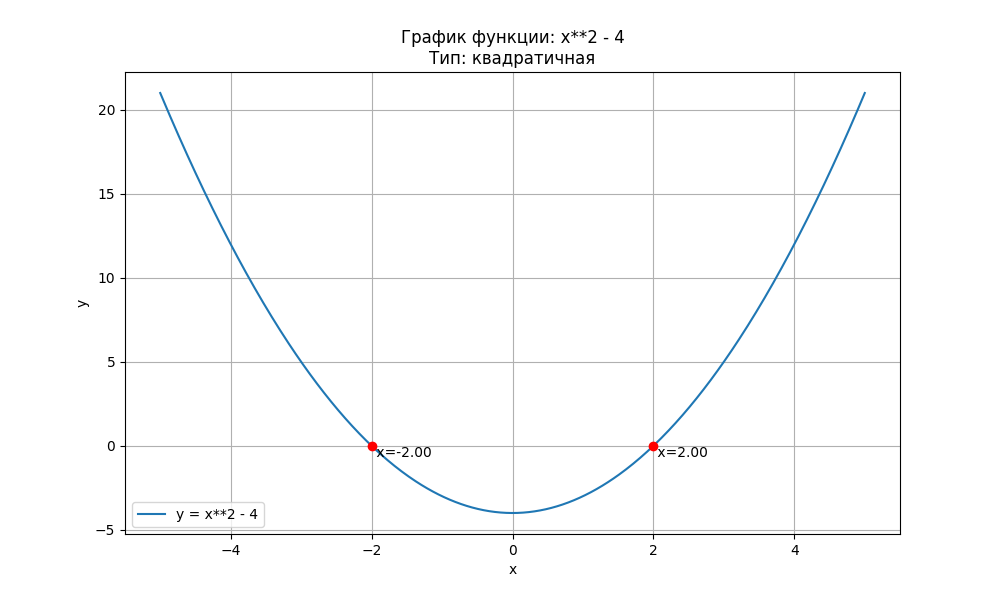 График функции: x**2 - 4
Тип: квадратичная
20
15
10
5
0
−5
y
x=-2.00
x=2.00
y = x**2 - 4
−4
−2
0
2
4
x